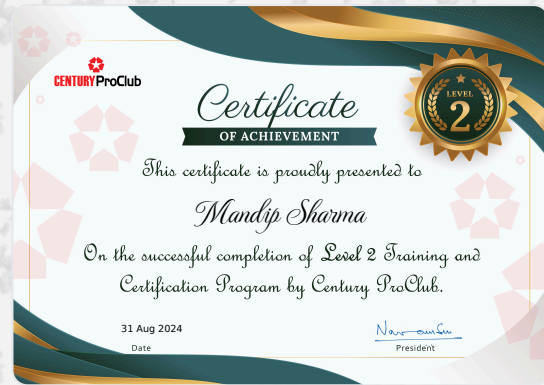 CENTURY ProClub
LEVEL
2
Certificate
OF ACHIEVEMENT
This certificate is proudly presented to
Mandip Sharma
On the successful completion of Level 2 Training and
Certification Program by Century ProClub.
31 Aug 2024
Date
President